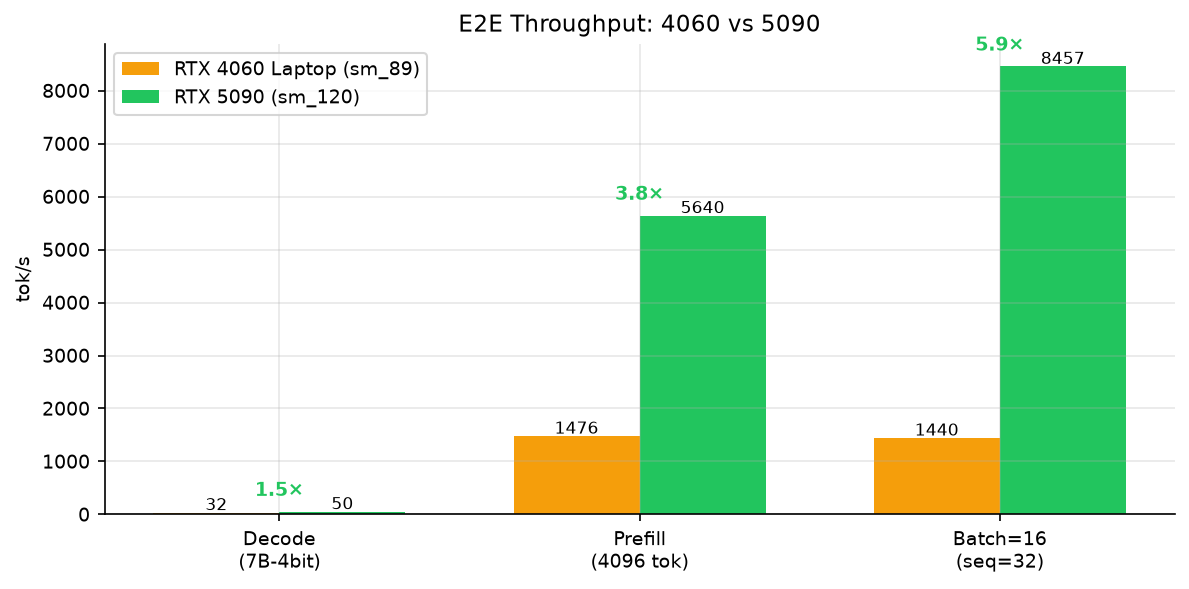 E2E Throughput: 4060 vs 5090
RTX 4060 Laptop (sm_89)
RTX 5090 (sm_120)
tok/s
8000
7000
6000
5000
4000
3000
2000
1000
0
32
1.5×
50
1476
3.8×
5640
1440
5.9×
8457
Decode
(7B-4bit)
Prefill
(4096 tok)
Batch=16
(seq=32)